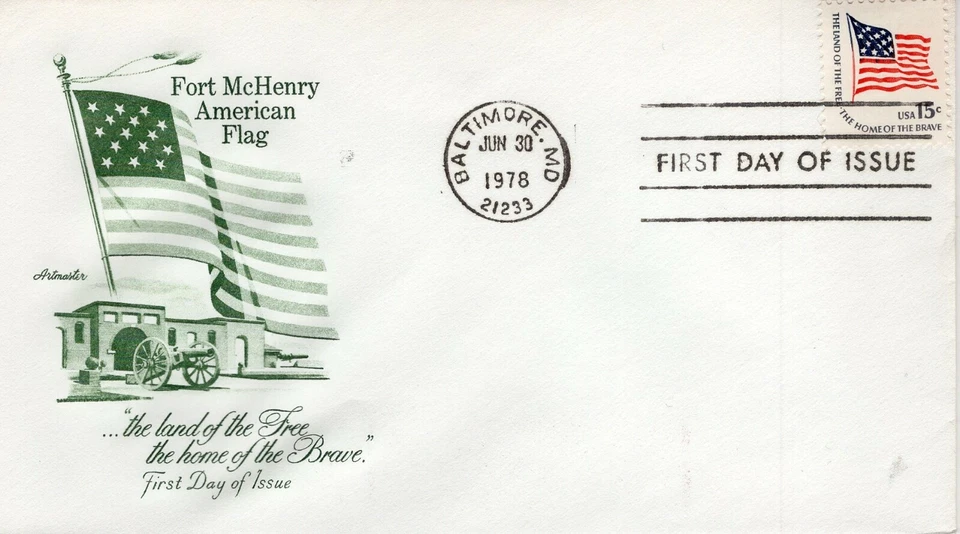 Fort McHenry
American
Flag
Artmaster
..."the land of the Free
the home of the Brave."
First Day of Issue
BALTIMORE, MD
JUN 30
1978
21233
FIRST DAY OF ISSUE
THE LAND OF THE FREE
THE HOME OF THE BRAVE
USA 15c